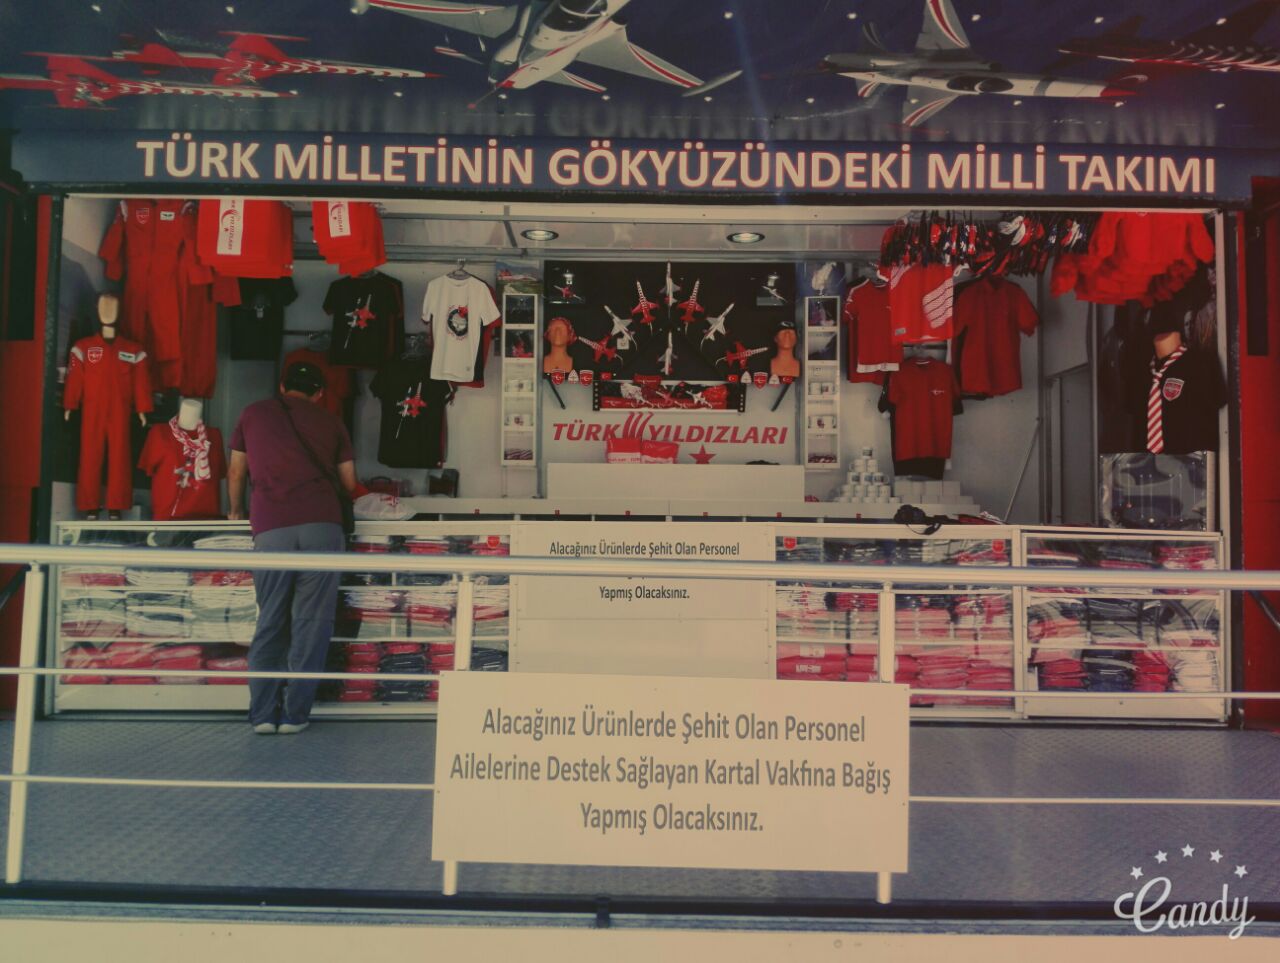 TÜRK MİLLETİNİN GÖKYÜZÜNDEKİ MİLLİ TAKIMI
YILDIZLARI
TÜRK YILDIZLARI
Alacağınız Ürünlerde Şehit Olan Personel
Yapmış Olacaksınız.
Alacağınız Ürünlerde Şehit Olan Personel
Ailelerine Destek Sağlayan Kartal Vakfına Bağış
Yapmış Olacaksınız.
Candy